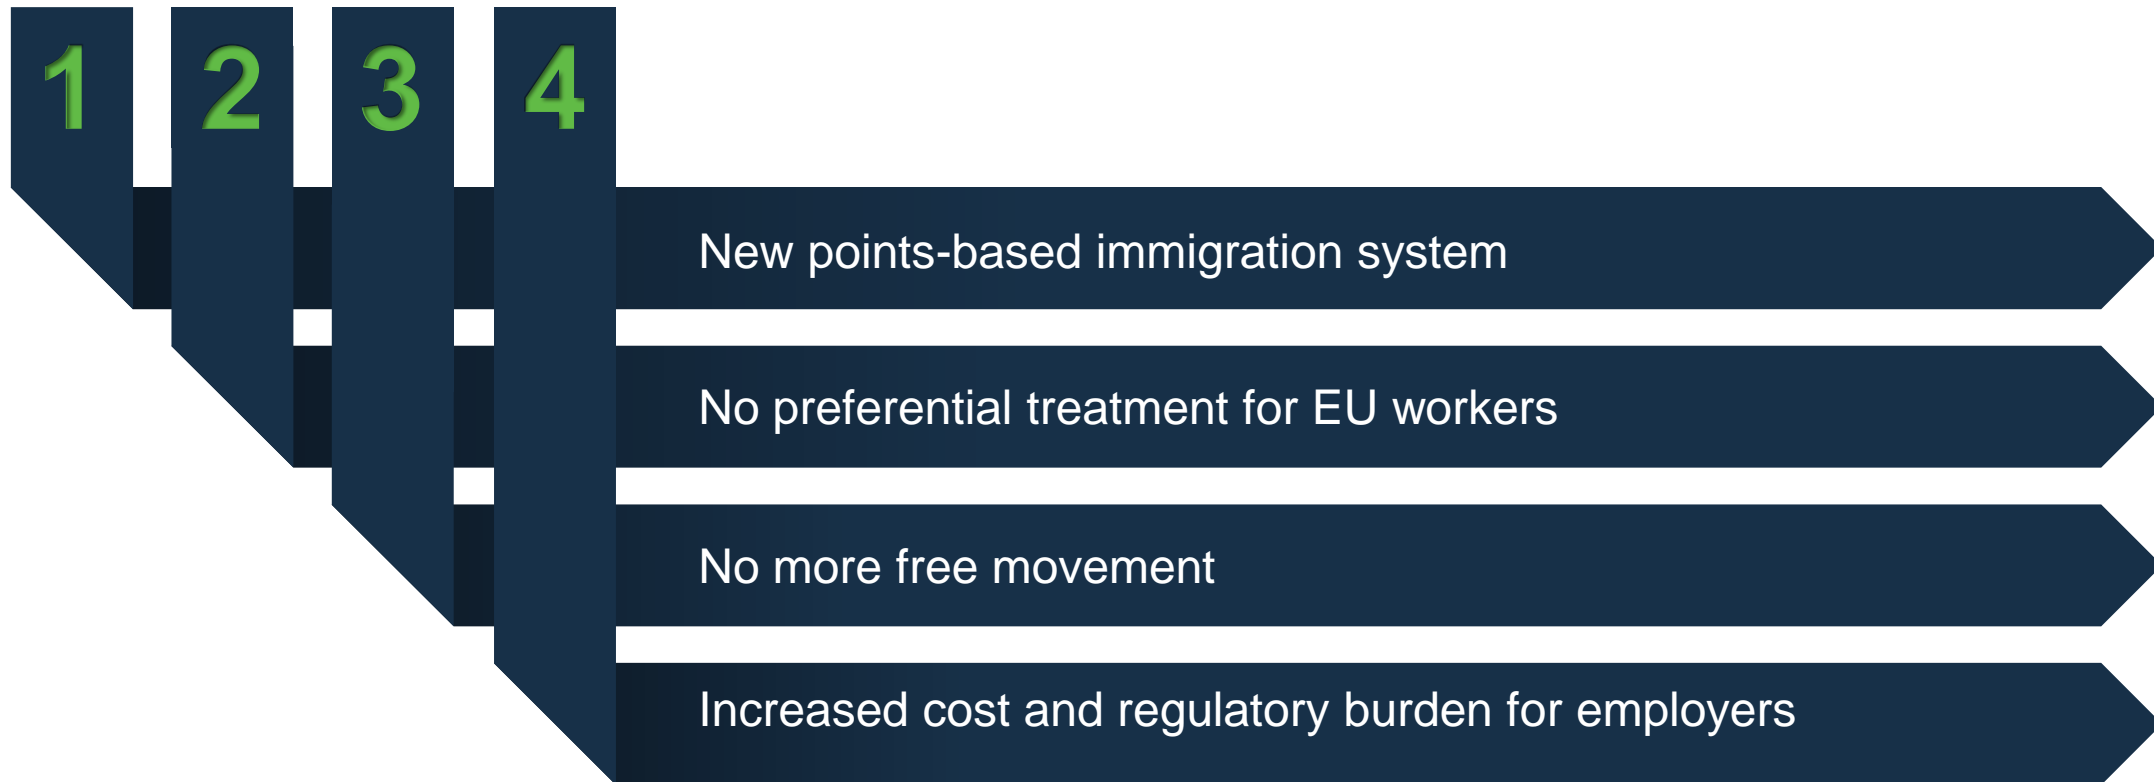 1 2 3 4
New points-based immigration system
No preferential treatment for EU workers
No more free movement
Increased cost and regulatory burden for employers